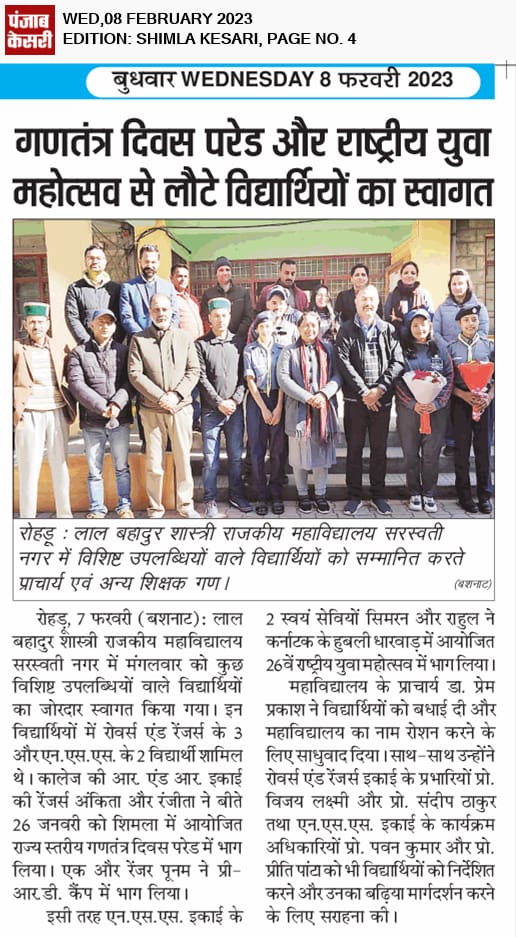 पंजाब
केसरी
WED,08 FEBRUARY 2023
EDITION: SHIMLA KESARI, PAGE NO. 4
बुधवार WEDNESDAY 8 फरवरी 2023
गणतंत्र दिवस परेड और राष्ट्रीय युवा
महोत्सव से लौटे विद्यार्थियों का स्वागत
रोहड़ू : लाल बहादुर शास्त्री राजकीय महाविद्यालय सरस्वती
नगर में विशिष्ट उपलब्धियों वाले विद्यार्थियों को सम्मानित करते
प्राचार्य एवं अन्य शिक्षक गण।
(बशनाट)
रोहड़ू, 7 फरवरी (बशनाट): लाल
बहादुर शास्त्री राजकीय महाविद्यालय
सरस्वती नगर में मंगलवार को कुछ
विशिष्ट उपलब्धियों वाले विद्यार्थियों
का जोरदार स्वागत किया गया। इन
विद्यार्थियों में रोवर्स एंड रेंजर्स के 3
और एन.एस.एस. के 2 विद्यार्थी शामिल
थे। कालेज की आर. एंड आर. इकाई
की रेंजर्स अंकिता और रंजीता ने बीते
26 जनवरी को शिमला में आयोजित
राज्य स्तरीय गणतंत्र दिवस परेड में भाग
लिया। एक और रेंजर पूनम ने प्री-
आर.डी. कैंप में भाग लिया।
इसी तरह एन.एस.एस. इकाई के
2 स्वयं सेवियों सिमरन और राहुल ने
कर्नाटक के हुबली धारवाड़ में आयोजित
26वें राष्ट्रीय युवा महोत्सव में भाग लिया।
महाविद्यालय के प्राचार्य डा. प्रेम
प्रकाश ने विद्यार्थियों को बधाई दी और
महाविद्यालय का नाम रोशन करने के
लिए साधुवाद दिया। साथ-साथ उन्होंने
रोवर्स एंड रेंजर्स इकाई के प्रभारियों प्रो.
विजय लक्ष्मी और प्रो. संदीप ठाकुर
तथा एन.एस.एस. इकाई के कार्यक्रम
अधिकारियों प्रो. पवन कुमार और प्रो.
प्रीति पांटा को भी विद्यार्थियों को निर्देशित
करने और उनका बढ़िया मार्गदर्शन करने
के लिए सराहना की।